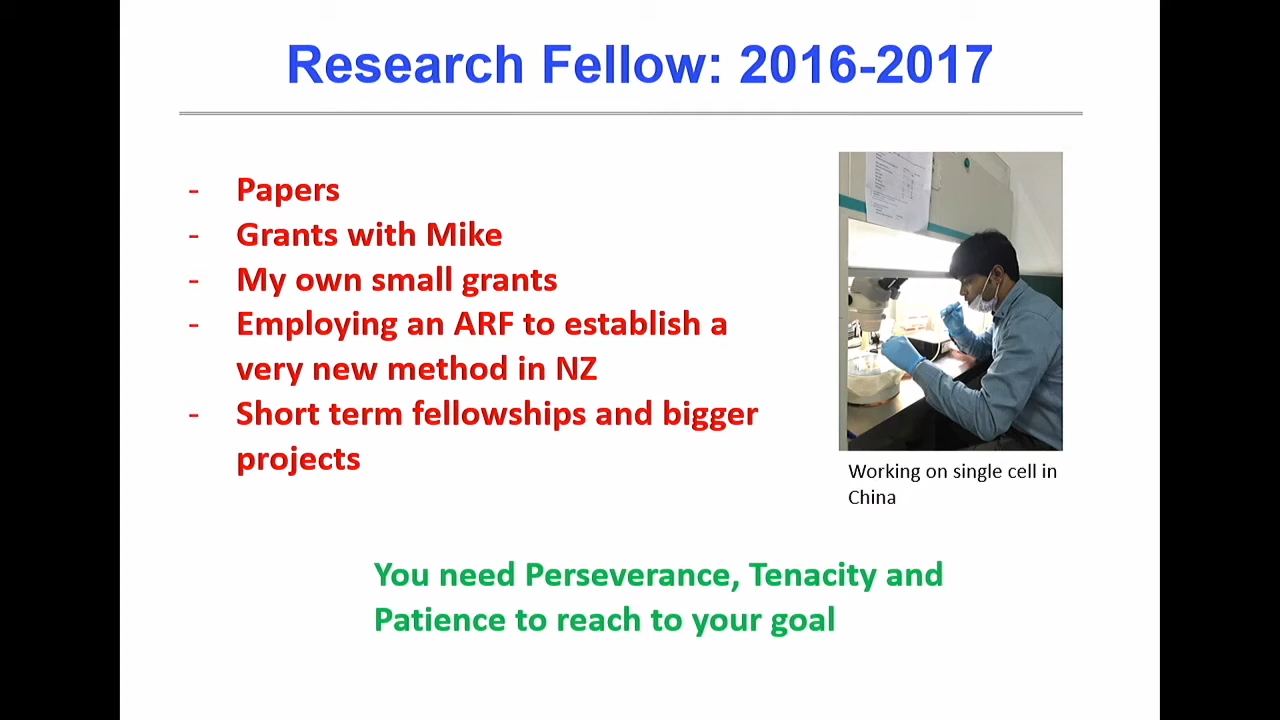 Research Fellow: 2016-2017
- Papers
- Grants with Mike
- My own small grants
- Employing an ARF to establish a
very new method in NZ
- Short term fellowships and bigger
projects
Working on single cell in
China
You need Perseverance, Tenacity and
Patience to reach to your goal